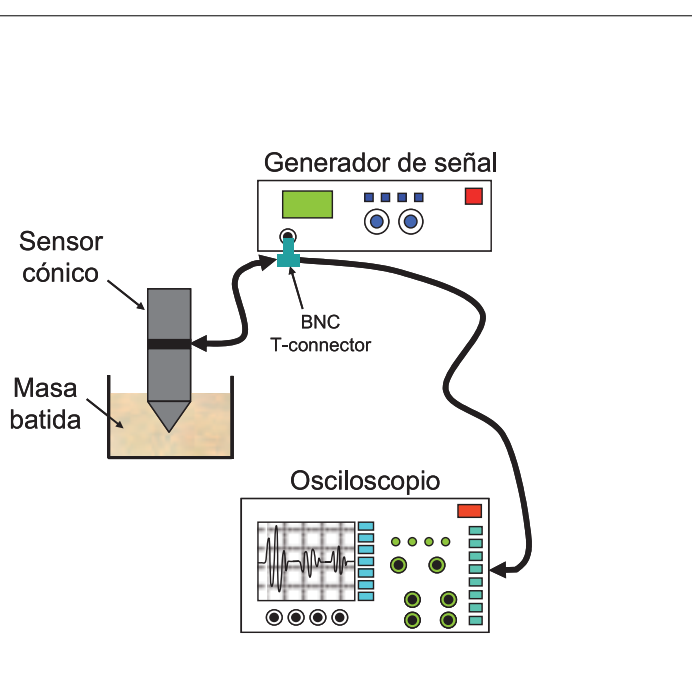 Generador de señal
Sensor
cónico
BNC
T-connector
Masa
batida
Osciloscopio